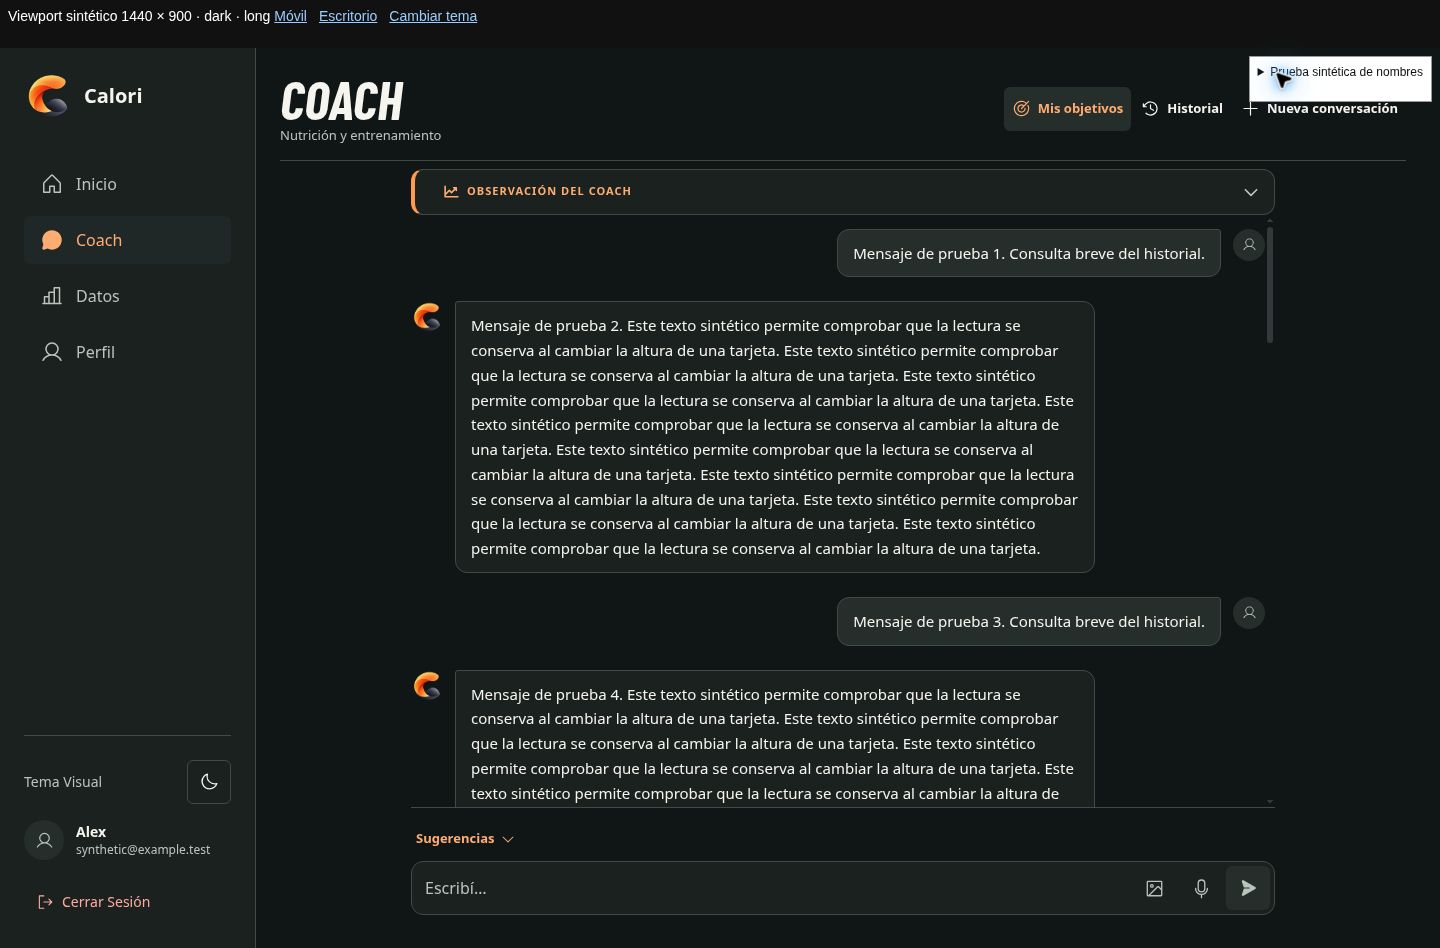 Viewport sintético 1440 × 900 · dark · long Móvil Escritorio Cambiar tema
Calori
Inicio
Coach
Datos
Perfil
Tema Visual
Alex
synthetic@example.test
Cerrar Sesión
COACH
Nutrición y entrenamiento
Mis objetivos
Historial
Nueva conversación
Prueba sintética de nombres
OBSERVACIÓN DEL COACH
Mensaje de prueba 1. Consulta breve del historial.
Mensaje de prueba 2. Este texto sintético permite comprobar que la lectura se
conserva al cambiar la altura de una tarjeta. Este texto sintético permite comprobar
que la lectura se conserva al cambiar la altura de una tarjeta. Este texto sintético
permite comprobar que la lectura se conserva al cambiar la altura de una tarjeta. Este
texto sintético permite comprobar que la lectura se conserva al cambiar la altura de
una tarjeta. Este texto sintético permite comprobar que la lectura se conserva al
cambiar la altura de una tarjeta. Este texto sintético permite comprobar que la lectura
se conserva al cambiar la altura de una tarjeta. Este texto sintético permite comprobar
que la lectura se conserva al cambiar la altura de una tarjeta. Este texto sintético
permite comprobar que la lectura se conserva al cambiar la altura de una tarjeta.
Mensaje de prueba 3. Consulta breve del historial.
Mensaje de prueba 4. Este texto sintético permite comprobar que la lectura se
conserva al cambiar la altura de una tarjeta. Este texto sintético permite comprobar
que la lectura se conserva al cambiar la altura de una tarjeta. Este texto sintético
permite comprobar que la lectura se conserva al cambiar la altura de una tarjeta. Este
texto sintético permite comprobar que la lectura se conserva al cambiar la altura de
Sugerencias
Escribí...